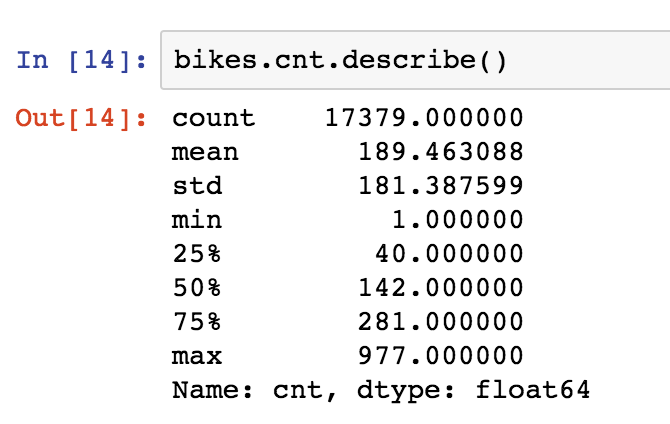 In [14]: bikes.cnt.describe()
Out[14]: count    17379.000000
mean       189.463088
std        181.387599
min          1.000000
25%         40.000000
50%        142.000000
75%        281.000000
max        977.000000
Name: cnt, dtype: float64